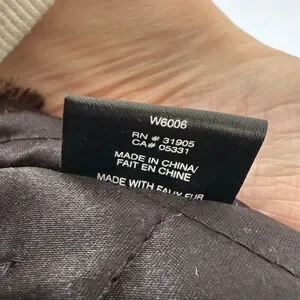 W6006
RN # 31905
CA# 05331
MADE IN CHINA/
FAIT EN CHINE
MADE WITH FAUX FUR